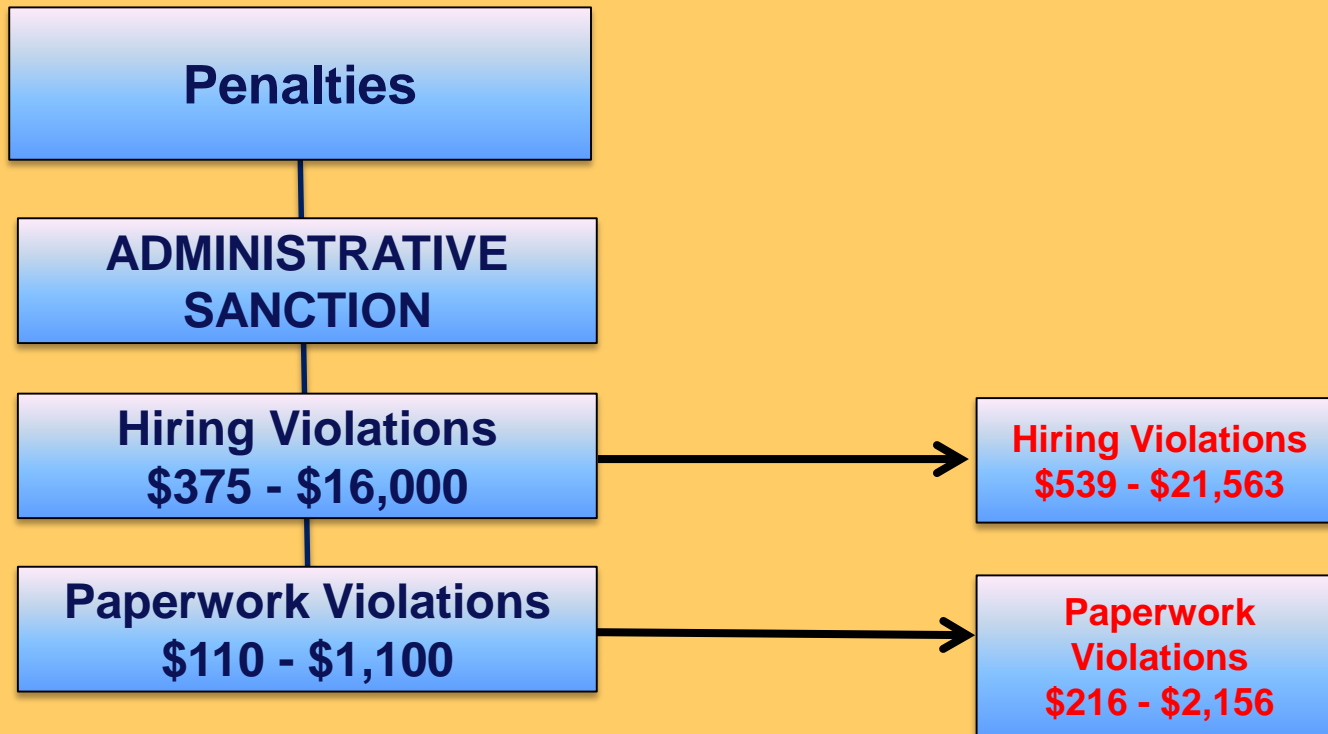 Penalties
ADMINISTRATIVE
SANCTION
Hiring Violations
$375 - $16,000
Hiring Violations
$539 - $21,563
Paperwork Violations
$110 - $1,100
Paperwork
Violations
$216 - $2,156